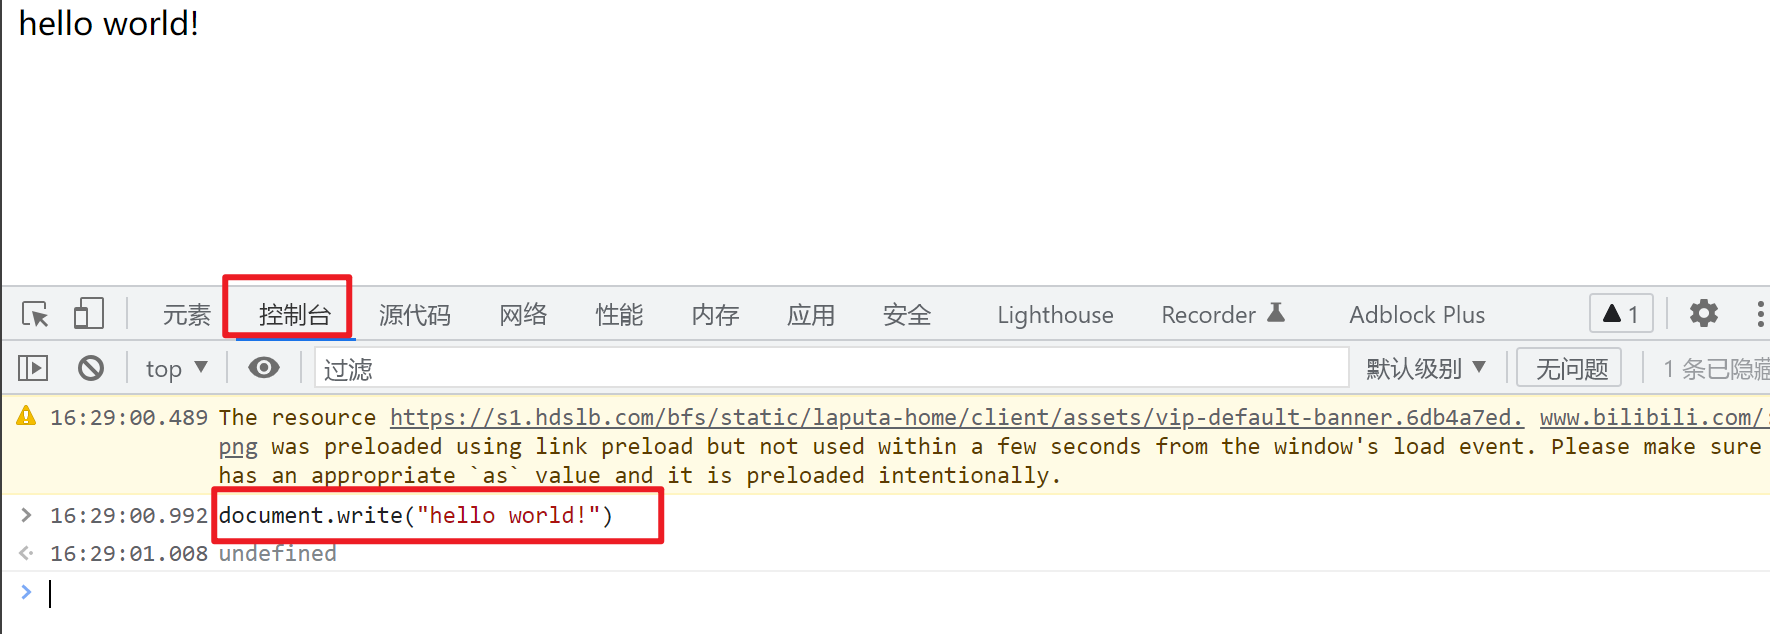 hello world!
元素 控制台 源代码 网络 性能 内存 应用 安全 Lighthouse Recorder Adblock Plus 1
top 过滤 默认级别 无问题 1 条已隐藏
16:29:00.489 The resource https://s1.hdslb.com/bfs/static/laputa-home/client/assets/vip-default-banner.6db4a7ed. www.bilibili.com/
png was preloaded using link preload but not used within a few seconds from the window's load event. Please make sure
has an appropriate `as` value and it is preloaded intentionally.
16:29:00.992 document.write("hello world!")
16:29:01.008 undefined